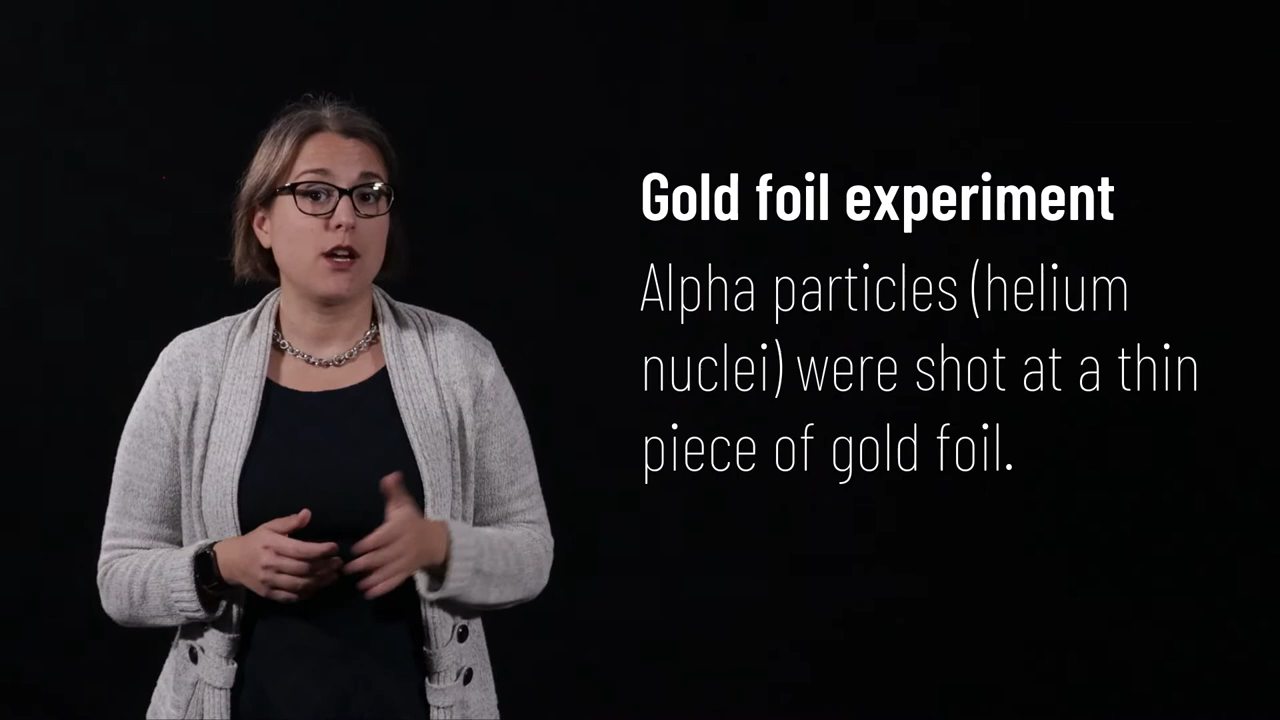 Gold foil experiment
Alpha particles (helium
nuclei) were shot at a thin
piece of gold foil.